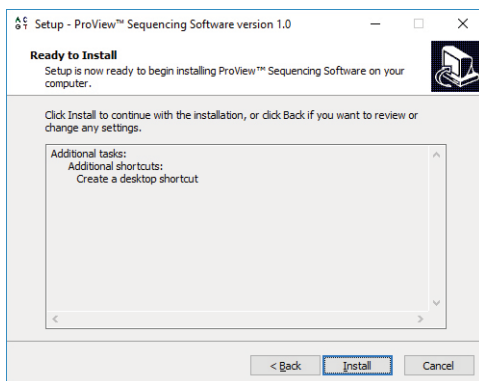 A C
G T
Setup - ProView™ Sequencing Software version 1.0
Ready to Install
Setup is now ready to begin installing ProView™ Sequencing Software on your
computer.
Click Install to continue with the installation, or click Back if you want to review or
change any settings.
Additional tasks:
Additional shortcuts:
Create a desktop shortcut
< Back
Install
Cancel